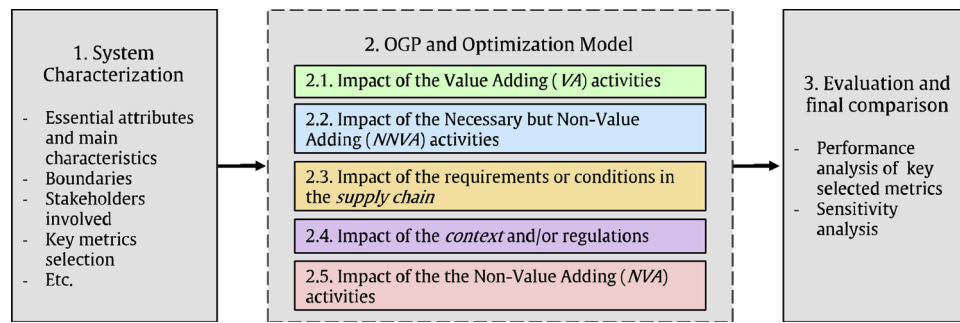 1. System
Characterization
- Essential attributes
and main
characteristics
- Boundaries
- Stakeholders
involved
- Key metrics
selection
- Etc.
2. OGP and Optimization Model
2.1. Impact of the Value Adding (VA) activities
2.2. Impact of the Necessary but Non-Value
Adding (NNVA) activities
2.3. Impact of the requirements or conditions in
the supply chain
2.4. Impact of the context and/or regulations
2.5. Impact of the the Non-Value Adding (NVA)
activities
3. Evaluation and
final comparison
- Performance
analysis of key
selected metrics
- Sensitivity
analysis